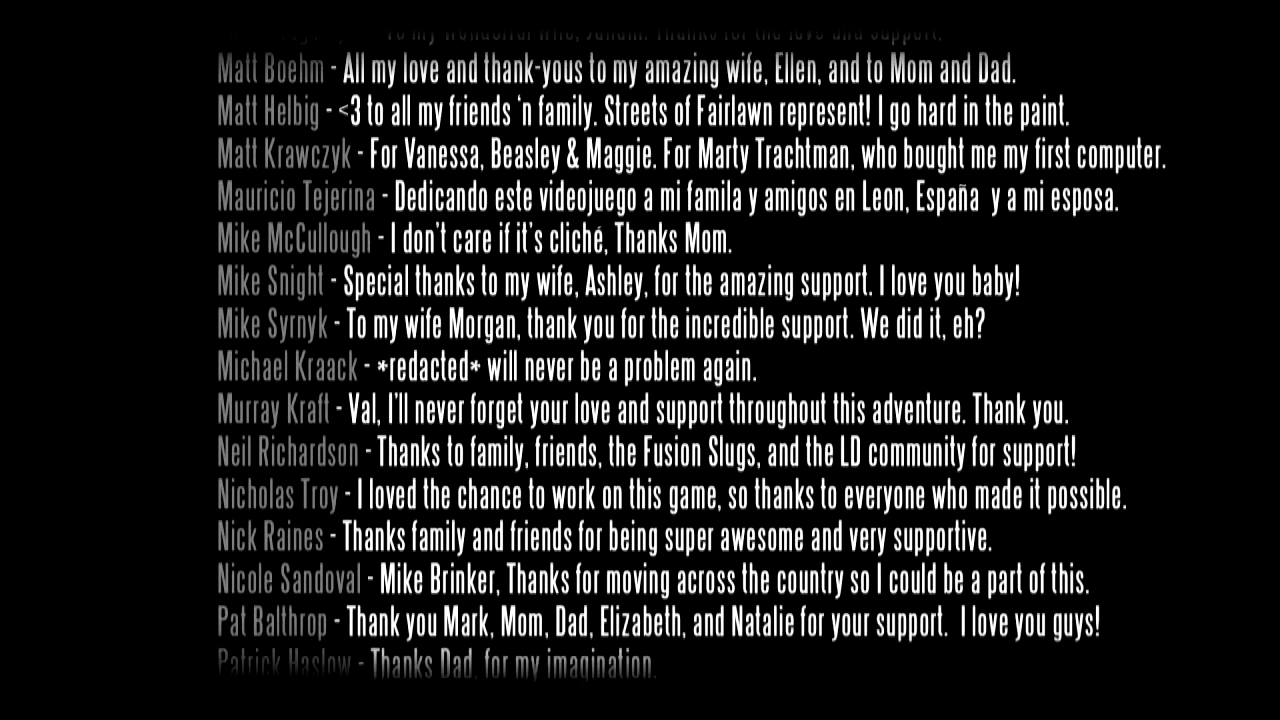 to my wonderful wife, Thanks for the love and support,
Matt Boehm - All my love and thank-yous to my amazing wife, Ellen, and to Mom and Dad.
Matt Helbig - <3 to all my friends ‘n family. Streets of Fairlawn represent! I go hard in the paint.
Matt Krawczyk - For Vanessa, Beasley & Maggie. For Marty Trachtman, who bought me my first computer.
Mauricio Tejerina - Dedicando este videojuego a mi famila y amigos en Leon, España  y a mi esposa.
Mike McCullough - I don’t care if it’s cliché, Thanks Mom.
Mike Snight - Special thanks to my wife, Ashley, for the amazing support. I love you baby!
Mike Syrnyk - To my wife Morgan, thank you for the incredible support. We did it, eh?
Michael Kraack - *redacted* will never be a problem again.
Murray Kraft - Val, I’ll never forget your love and support throughout this adventure. Thank you.
Neil Richardson - Thanks to family, friends, the Fusion Slugs, and the LD community for support!
Nicholas Troy - I loved the chance to work on this game, so thanks to everyone who made it possible.
Nick Raines - Thanks family and friends for being super awesome and very supportive.
Nicole Sandoval - Mike Brinker, Thanks for moving across the country so I could be a part of this.
Pat Balthrop - Thank you Mark, Mom, Dad, Elizabeth, and Natalie for your support.  I love you guys!
Patrick Haslow - Thanks Dad, for my imagination.